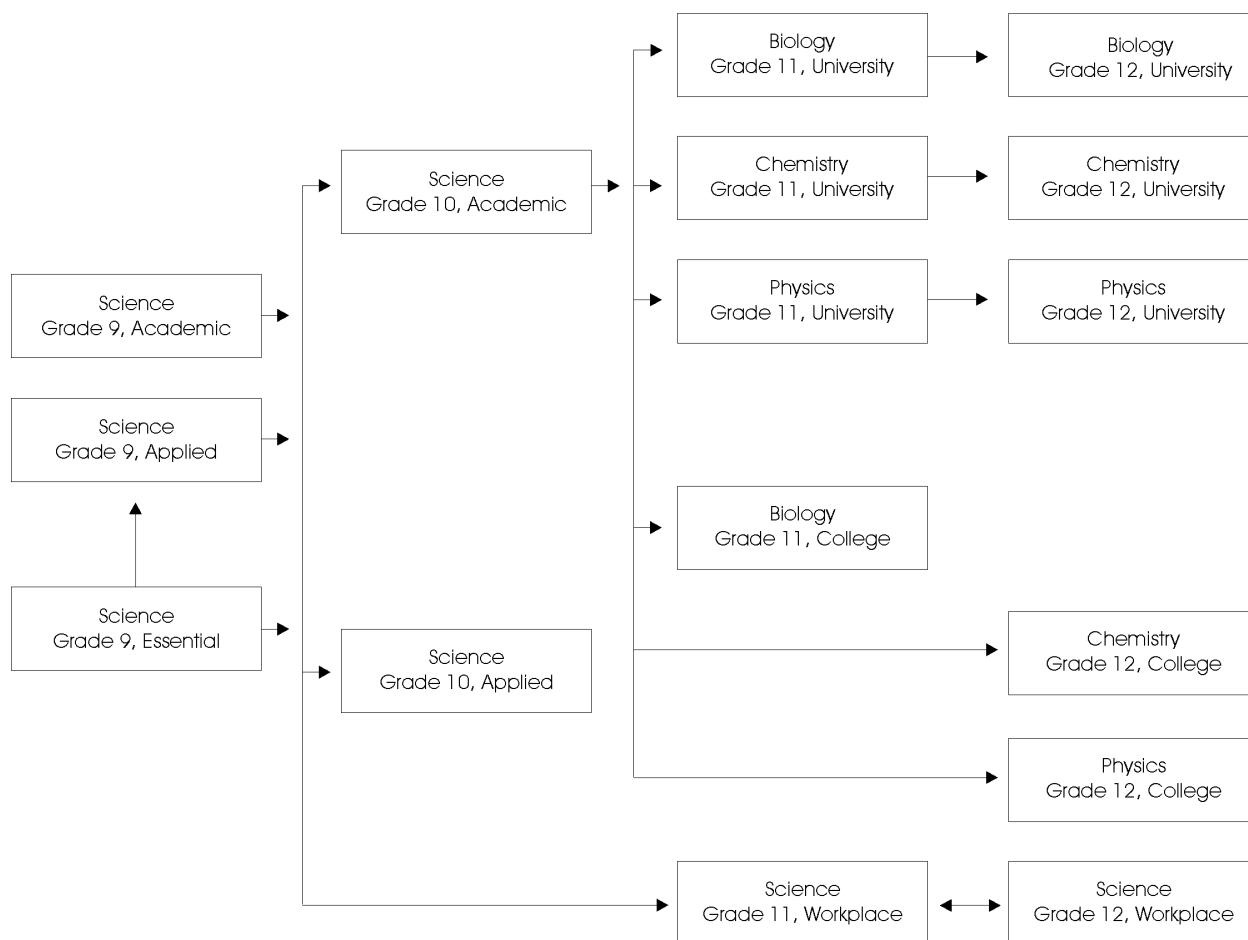 Biology
Grade 11, University
Biology
Grade 12, University
Chemistry
Grade 11, University
Chemistry
Grade 12, University
Science
Grade 10, Academic
Physics
Grade 11, University
Physics
Grade 12, University
Science
Grade 9, Academic
Science
Grade 9, Applied
Biology
Grade 11, College
Science
Grade 9, Essential
Science
Grade 10, Applied
Chemistry
Grade 12, College
Physics
Grade 12, College
Science
Grade 11, Workplace
Science
Grade 12, Workplace